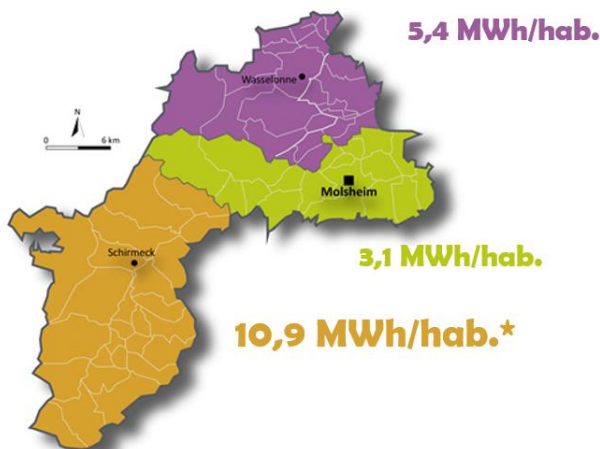 5,4 MWh/hab.
Wasselonne
N
0 6 km
Molsheim
3,1 MWh/hab.
Schirmeck
10,9 MWh/hab.*